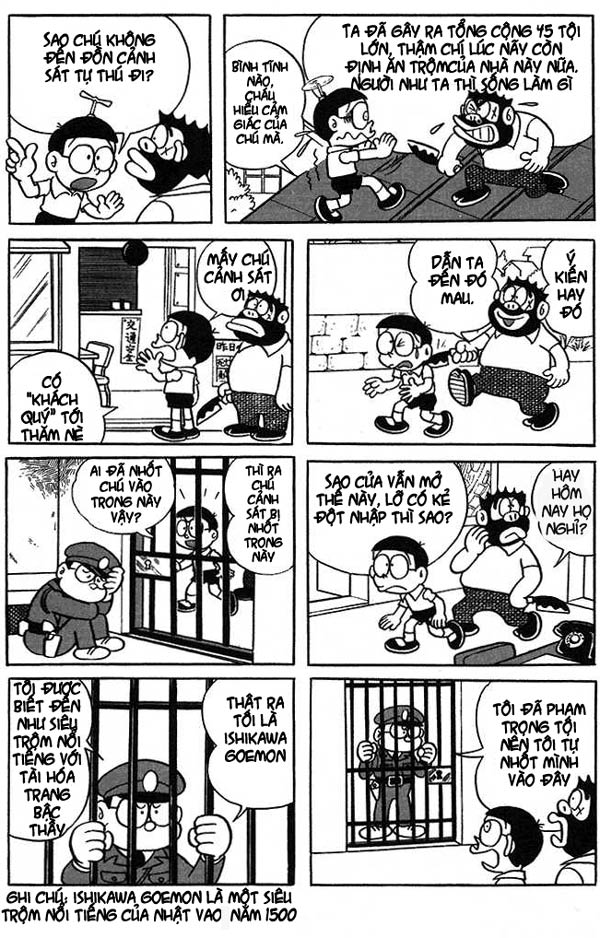 TA ĐÃ GÂY RA TỔNG CỘNG 45 TỘI
LỚN, THẬM CHÍ LÚC NÃY CÒN
ĐỊNH ĂN TRỘMCỦA NHÀ NÀY NỮA.
NGƯỜI NHƯ TA THÌ SỐNG LÀM GÌ
BÌNH TĨNH
NÀO,
CHÁU
HIỂU CẢM
GIÁC CỦA
CHÚ MÀ.
SAO CHÚ KHÔNG
ĐẾN ĐỒN CẢNH
SÁT TỰ THÚ ĐI?
Ý
KIẾN
HAY
ĐÓ
DẪN TA
ĐẾN ĐÓ
MAU.
MẤY CHÚ
CẢNH SÁT
ƠI
交通安全
CÓ
"KHÁCH
QUÝ" TỚI
THĂM NÈ
HAY
HÔM
NAY HỌ
NGHỈ?
SAO CỬA VẪN MỞ
THẾ NÀY, LỠ CÓ KẺ
ĐỘT NHẬP THÌ SAO?
THÌ RA
CHÚ
CẢNH
SÁT BỊ
NHỐT
TRONG
NÀY
AI ĐÃ NHỐT
CHÚ VÀO
TRONG NÀY
VẬY?
TÔI ĐÃ PHẠM
TRỌNG TỐI
NÊN TÔI TỰ
NHỐT MÌNH
VÀO ĐÂY
THẬT RA
TỐI LÀ
ISHIKAWA
GOEMON
TÔI ĐƯỢC
BIẾT ĐẾN
NHƯ SIÊU
TRỘM NỔI
TIẾNG VỚI
TÀI HÓA
TRANG
BẬC
THẦY
GHI CHÚ: ISHIKAWA GOEMON LÀ MỘT SIÊU
TRỘM NỔI TIẾNG CỦA NHẬT VAO NĂM 1500